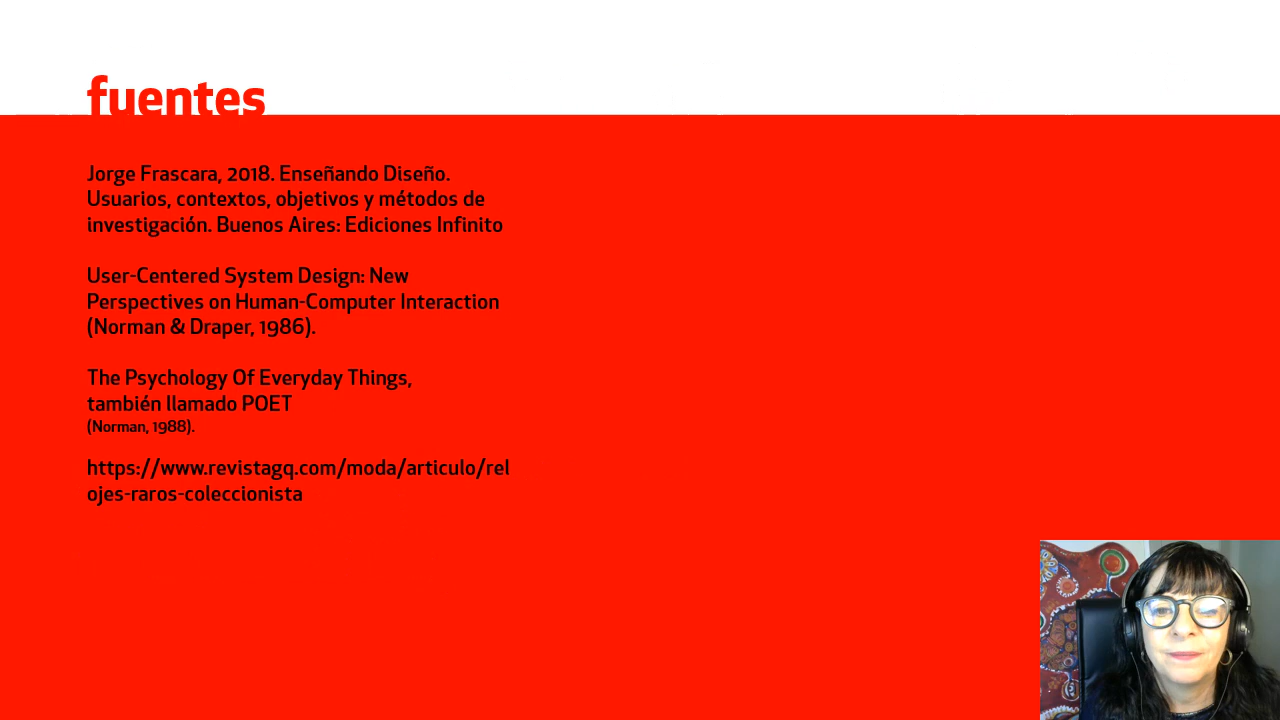 fuentes
Jorge Frascara, 2018. Enseñando Diseño.
Usuarios, contextos, objetivos y métodos de
investigación. Buenos Aires: Ediciones Infinito
User-Centered System Design: New
Perspectives on Human-Computer Interaction
(Norman & Draper, 1986).
The Psychology Of Everyday Things,
también llamado POET
(Norman, 1988).
https://www.revistagq.com/moda/articulo/rel
ojes-raros-coleccionista